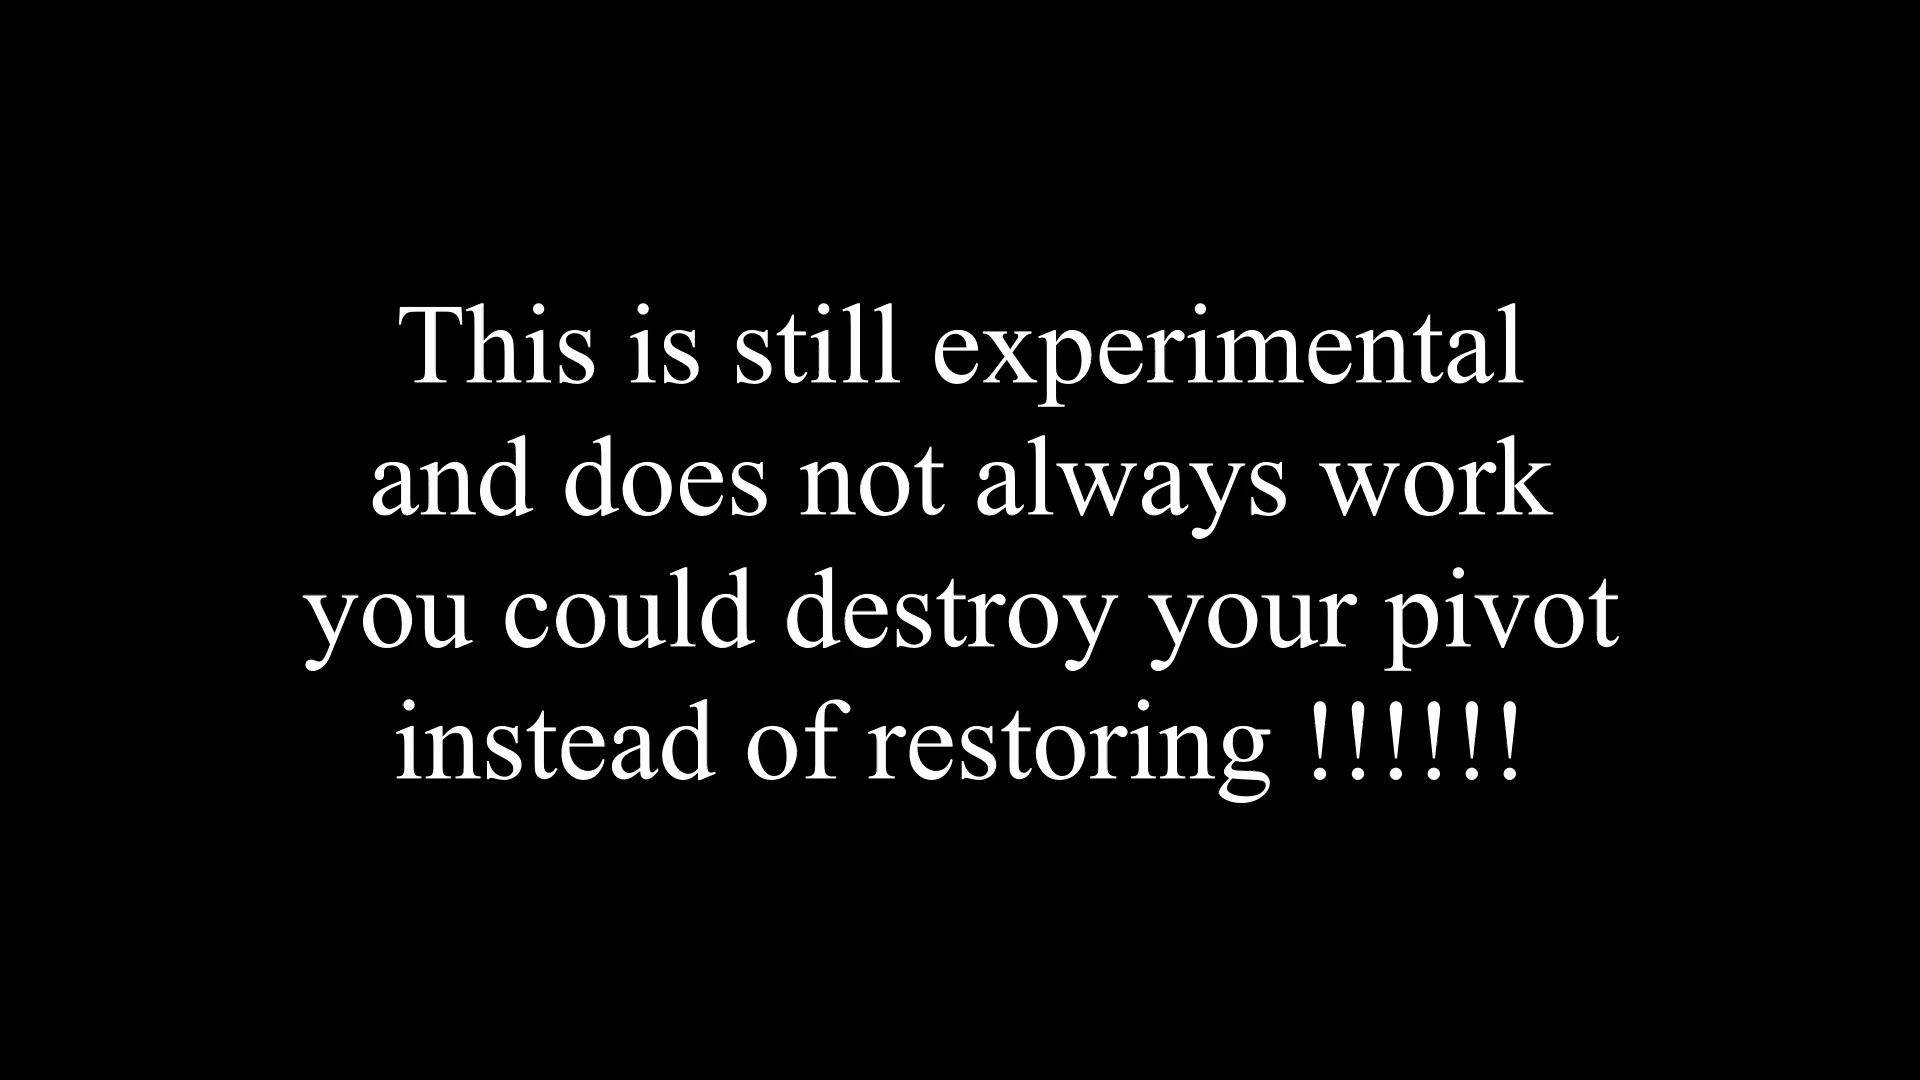 This is still experimental
and does not always work
you could destroy your pivot
instead of restoring !!!!!!